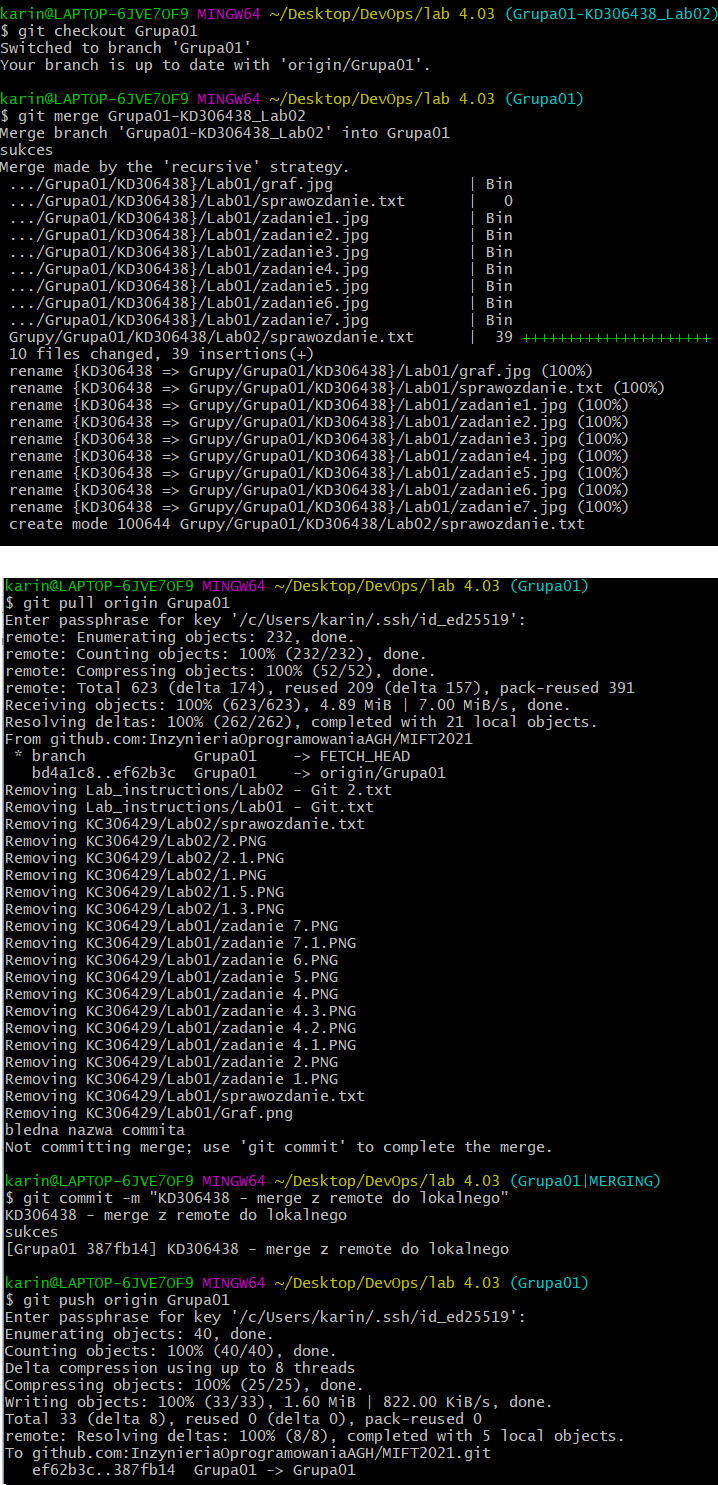 karin@LAPTOP-6JVE7OF9 MINGW64 ~/Desktop/DevOps/lab 4.03 (Grupa01-KD306438_Lab02)
$ git checkout Grupa01
Switched to branch 'Grupa01'
Your branch is up to date with 'origin/Grupa01'.
karin@LAPTOP-6JVE7OF9 MINGW64 ~/Desktop/DevOps/lab 4.03 (Grupa01)
$ git merge Grupa01-KD306438_Lab02
Merge branch 'Grupa01-KD306438_Lab02' into Grupa01
sukces
Merge made by the 'recursive' strategy.
.../Grupa01/KD306438}/Lab01/graf.jpg | Bin
.../Grupa01/KD306438}/Lab01/sprawozdanie.txt | 0
.../Grupa01/KD306438}/Lab01/zadanie1.jpg | Bin
.../Grupa01/KD306438}/Lab01/zadanie2.jpg | Bin
.../Grupa01/KD306438}/Lab01/zadanie3.jpg | Bin
.../Grupa01/KD306438}/Lab01/zadanie4.jpg | Bin
.../Grupa01/KD306438}/Lab01/zadanie5.jpg | Bin
.../Grupa01/KD306438}/Lab01/zadanie6.jpg | Bin
.../Grupa01/KD306438}/Lab01/zadanie7.jpg | Bin
Grupy/Grupa01/KD306438/Lab02/sprawozdanie.txt | 39 +++++++++++++++++++++
10 files changed, 39 insertions(+)
rename {KD306438 => Grupy/Grupa01/KD306438}/Lab01/graf.jpg (100%)
rename {KD306438 => Grupy/Grupa01/KD306438}/Lab01/sprawozdanie.txt (100%)
rename {KD306438 => Grupy/Grupa01/KD306438}/Lab01/zadanie1.jpg (100%)
rename {KD306438 => Grupy/Grupa01/KD306438}/Lab01/zadanie2.jpg (100%)
rename {KD306438 => Grupy/Grupa01/KD306438}/Lab01/zadanie3.jpg (100%)
rename {KD306438 => Grupy/Grupa01/KD306438}/Lab01/zadanie4.jpg (100%)
rename {KD306438 => Grupy/Grupa01/KD306438}/Lab01/zadanie5.jpg (100%)
rename {KD306438 => Grupy/Grupa01/KD306438}/Lab01/zadanie6.jpg (100%)
rename {KD306438 => Grupy/Grupa01/KD306438}/Lab01/zadanie7.jpg (100%)
create mode 100644 Grupy/Grupa01/KD306438/Lab02/sprawozdanie.txt
karin@LAPTOP-6JVE7OF9 MINGW64 ~/Desktop/DevOps/lab 4.03 (Grupa01)
$ git pull origin Grupa01
Enter passphrase for key '/c/Users/karin/.ssh/id_ed25519':
remote: Enumerating objects: 232, done.
remote: Counting objects: 100% (232/232), done.
remote: Compressing objects: 100% (52/52), done.
remote: Total 623 (delta 174), reused 209 (delta 157), pack-reused 391
Receiving objects: 100% (623/623), 4.89 MiB | 7.00 MiB/s, done.
Resolving deltas: 100% (262/262), completed with 21 local objects.
From github.com:InzynieriaOprogramowaniaAGH/MIFT2021
* branch Grupa01 -> FETCH_HEAD
bd4a1c8..ef62b3c Grupa01 -> origin/Grupa01
Removing Lab_instructions/Lab02 - Git 2.txt
Removing Lab_instructions/Lab01 - Git.txt
Removing KC306429/Lab02/sprawozdanie.txt
Removing KC306429/Lab02/2.PNG
Removing KC306429/Lab02/2.1.PNG
Removing KC306429/Lab02/1.PNG
Removing KC306429/Lab02/1.5.PNG
Removing KC306429/Lab02/1.3.PNG
Removing KC306429/Lab01/zadanie 7.PNG
Removing KC306429/Lab01/zadanie 7.1.PNG
Removing KC306429/Lab01/zadanie 6.PNG
Removing KC306429/Lab01/zadanie 5.PNG
Removing KC306429/Lab01/zadanie 4.PNG
Removing KC306429/Lab01/zadanie 4.3.PNG
Removing KC306429/Lab01/zadanie 4.2.PNG
Removing KC306429/Lab01/zadanie 4.1.PNG
Removing KC306429/Lab01/zadanie 2.PNG
Removing KC306429/Lab01/zadanie 1.PNG
Removing KC306429/Lab01/sprawozdanie.txt
Removing KC306429/Lab01/Graf.png
bledna nazwa commita
Not committing merge; use 'git commit' to complete the merge.
karin@LAPTOP-6JVE7OF9 MINGW64 ~/Desktop/DevOps/lab 4.03 (Grupa01|MERGING)
$ git commit -m "KD306438 - merge z remote do lokalnego"
KD306438 - merge z remote do lokalnego
sukces
[Grupa01 387fb14] KD306438 - merge z remote do lokalnego
karin@LAPTOP-6JVE7OF9 MINGW64 ~/Desktop/DevOps/lab 4.03 (Grupa01)
$ git push origin Grupa01
Enter passphrase for key '/c/Users/karin/.ssh/id_ed25519':
Enumerating objects: 40, done.
Counting objects: 100% (40/40), done.
Delta compression using up to 8 threads
Compressing objects: 100% (25/25), done.
Writing objects: 100% (33/33), 1.60 MiB | 822.00 KiB/s, done.
Total 33 (delta 8), reused 0 (delta 0), pack-reused 0
remote: Resolving deltas: 100% (8/8), completed with 5 local objects.
To github.com:InzynieriaOprogramowaniaAGH/MIFT2021.git
ef62b3c..387fb14 Grupa01 -> Grupa01